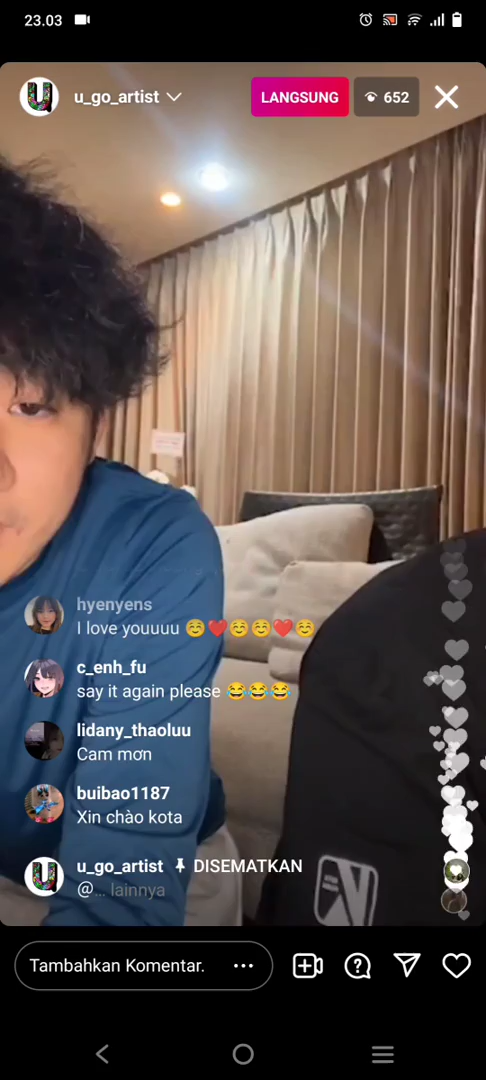 23.03
u_go_artist
LANGSUNG
652
hyenyens
I love youuuu ☺️❤️☺️☺️❤️☺️
c_enh_fu
say it again please 😂😂😂
lidany_thaoluu
Cam mơn
buibao1187
Xin chào kota
u_go_artist DISEMATKAN
@... lainnya
Tambahkan Komentar.